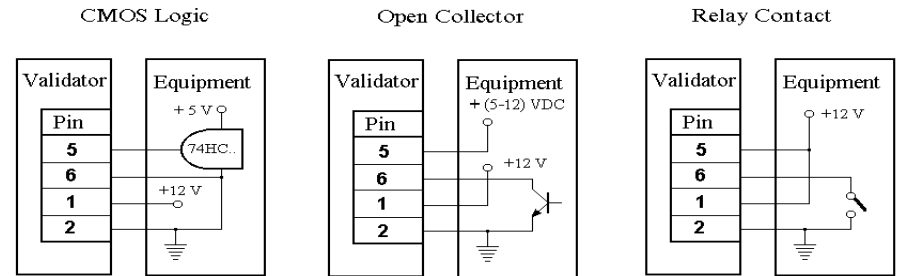 CMOS Logic
Validator
Equipment
Pin
5
6
1
2
+ 5 V
74HC..
+12 V
Open Collector
Validator
Equipment
+ (5-12) VDC
Pin
5
6
1
2
+12 V
Relay Contact
Validator
Equipment
Pin
5
6
1
2
+12 V